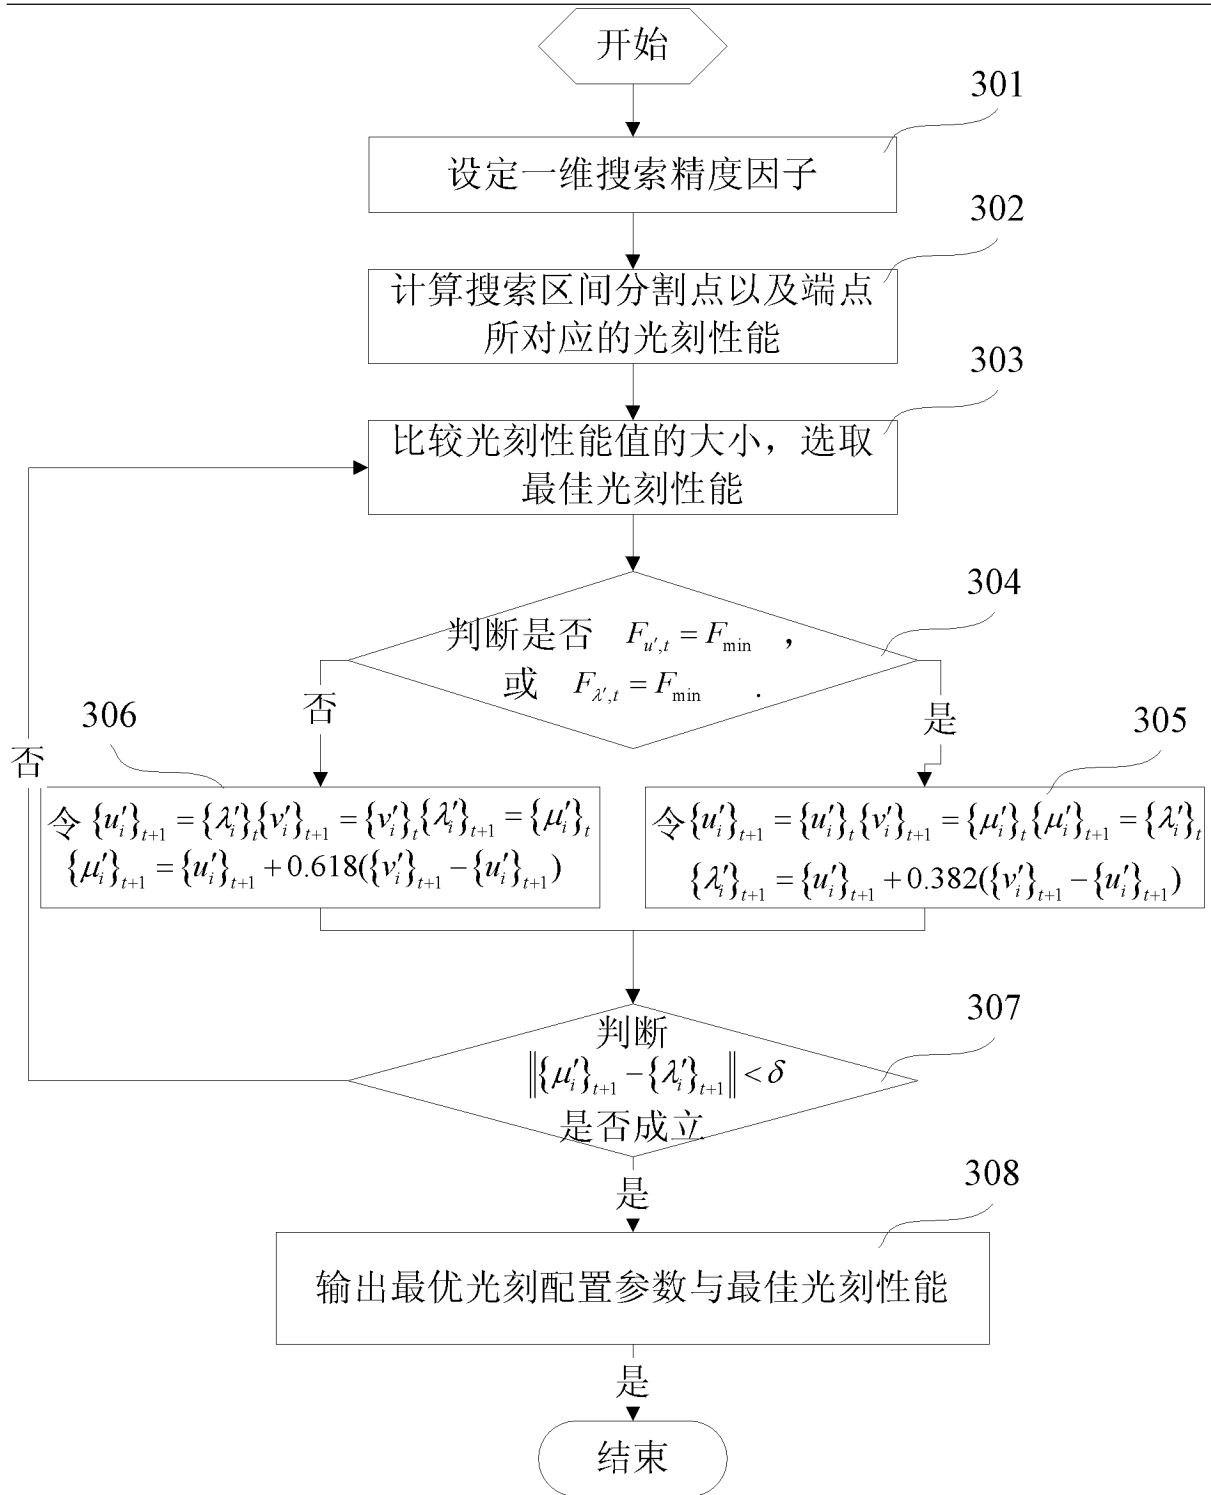 开始
301
设定一维搜索精度因子
302
计算搜索区间分割点以及端点
所对应的光刻性能
303
比较光刻性能值的大小，选取
最佳光刻性能
304
判断是否 F_{u',t} = F_{min} ，
或 F_{λ',t} = F_{min} .
否
是
306
305
否
令{u'_i}_{t+1} = {λ'_i}_t{v'_i}_{t+1} = {v'_i}_t{λ'_i}_{t+1} = {μ'_i}_t
{μ'_i}_{t+1} = {u'_i}_{t+1} + 0.618({v'_i}_{t+1} − {u'_i}_{t+1})
令{u'_i}_{t+1} = {u'_i}_t{v'_i}_{t+1} = {μ'_i}_t{μ'_i}_{t+1} = {λ'_i}_t
{λ'_i}_{t+1} = {u'_i}_{t+1} + 0.382({v'_i}_{t+1} − {u'_i}_{t+1})
307
判断
‖{μ'_i}_{t+1} − {λ'_i}_{t+1}‖ < δ
是否成立
是
308
输出最优光刻配置参数与最佳光刻性能
是
结束